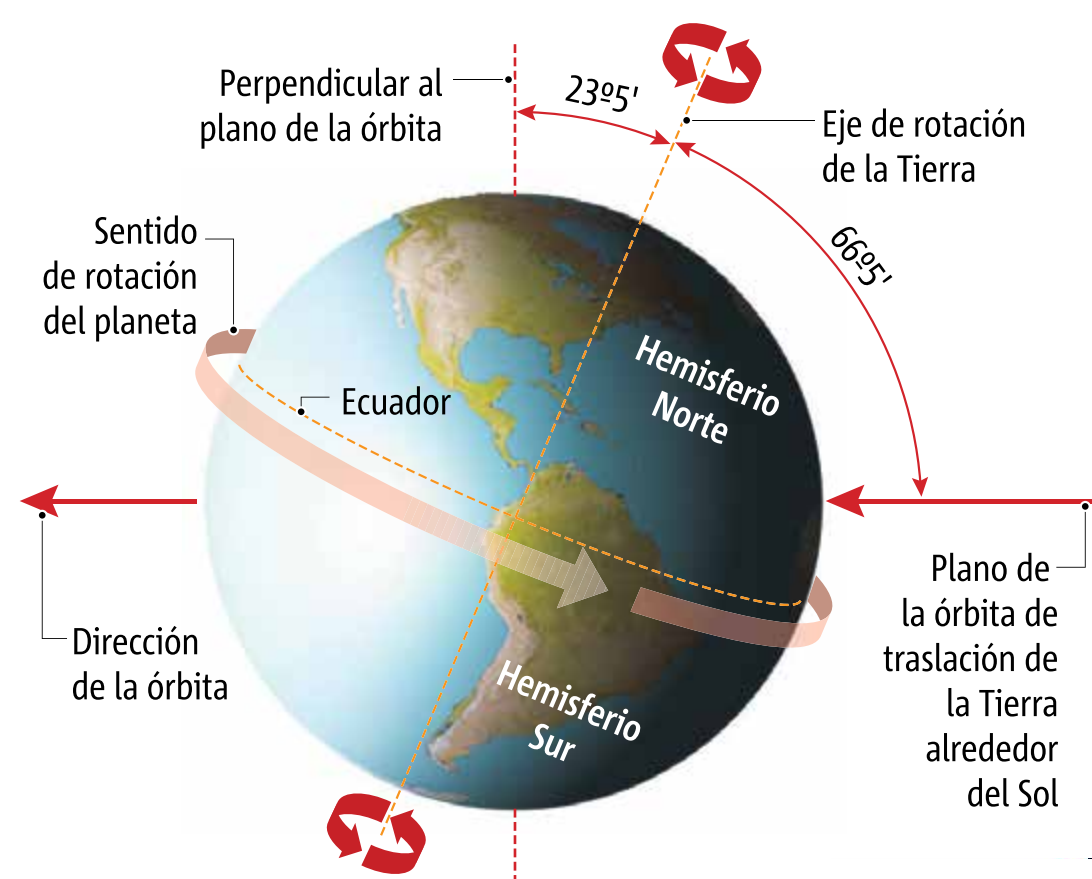 Perpendicular al
plano de la órbita
23º5'
Eje de rotación
de la Tierra
Sentido
de rotación
del planeta
66º5'
Hemisferio
Norte
Ecuador
Dirección
de la órbita
Plano de
la órbita de
traslación de
la Tierra
alrededor
del Sol
Hemisferio
Sur